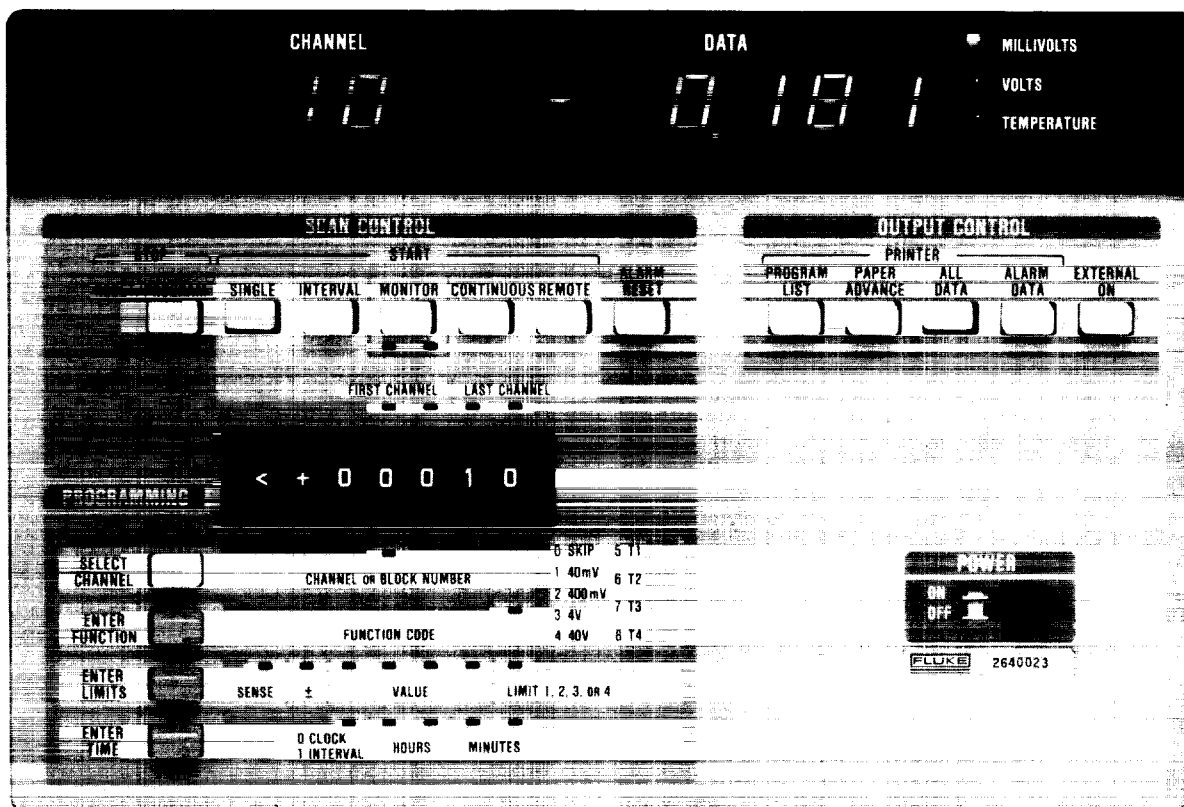 CHANNEL DATA MILLIVOLTS
10 - 0.181 VOLTS
TEMPERATURE
SCAN CONTROL
STOP START
SINGLE INTERVAL MONITOR CONTINUOUS REMOTE ALARM RESET
FIRST CHANNEL LAST CHANNEL
< + 0 0 0 1 0
OUTPUT CONTROL
PRINTER
PROGRAM LIST PAPER ADVANCE ALL DATA ALARM DATA EXTERNAL ON
PROGRAMMING
SELECT CHANNEL CHANNEL OR BLOCK NUMBER
ENTER FUNCTION FUNCTION CODE
0 SKIP 5 T1
1 40mV 6 T2
2 400mV 7 T3
3 4V
4 40V 8 T4
ENTER LIMITS SENSE ± VALUE LIMIT 1, 2, 3, OR 4
ENTER TIME 0 CLOCK
1 INTERVAL HOURS MINUTES
POWER
ON
OFF
FLUKE 2640023